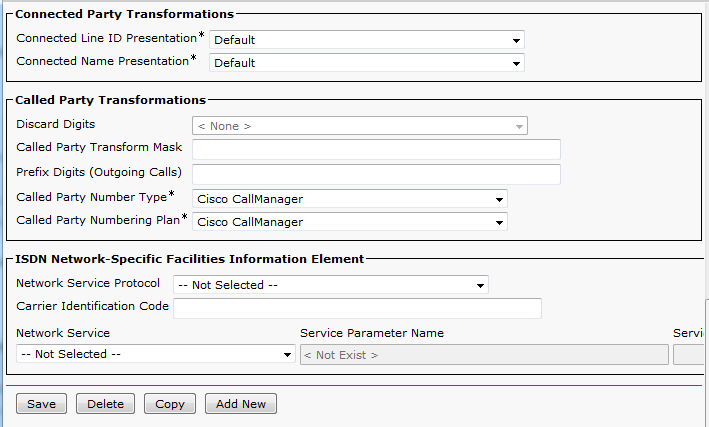 Connected Party Transformations
Connected Line ID Presentation* Default
Connected Name Presentation* Default
Called Party Transformations
Discard Digits < None >
Called Party Transform Mask
Prefix Digits (Outgoing Calls)
Called Party Number Type* Cisco CallManager
Called Party Numbering Plan* Cisco CallManager
ISDN Network-Specific Facilities Information Element
Network Service Protocol -- Not Selected --
Carrier Identification Code
Network Service Service Parameter Name Servic
-- Not Selected -- < Not Exist >
Save Delete Copy Add New